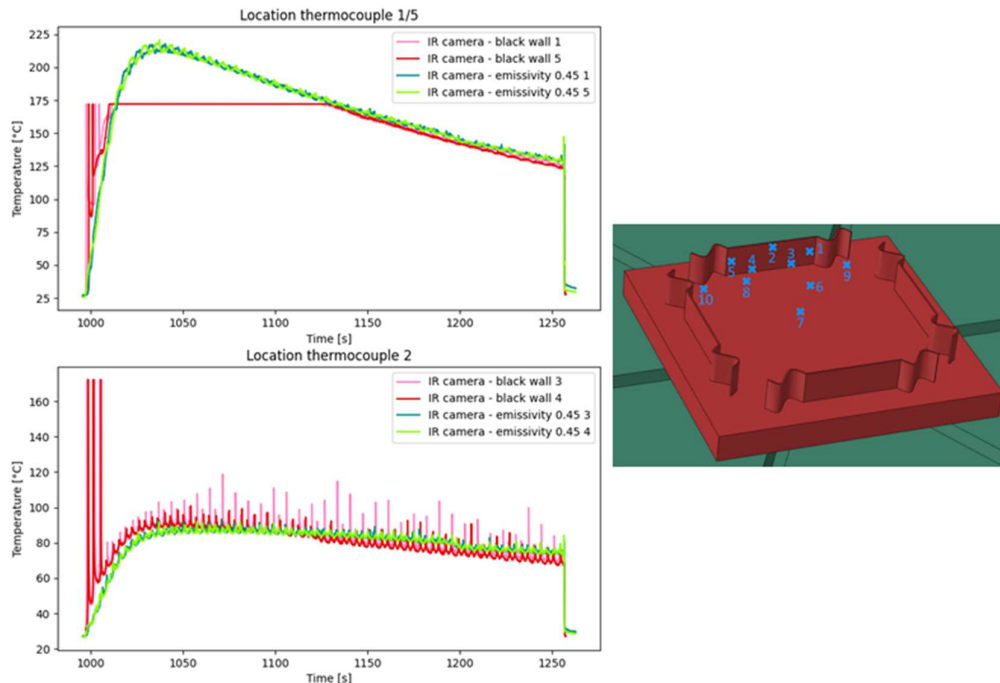 Location thermocouple 1/5
Temperature [°C]
225
200
175
150
125
100
75
50
25
IR camera - black wall 1
IR camera - black wall 5
IR camera - emissivity 0.45 1
IR camera - emissivity 0.45 5
1000 1050 1100 1150 1200 1250
Time [s]
Location thermocouple 2
Temperature [°C]
160
140
120
100
80
60
40
20
IR camera - black wall 3
IR camera - black wall 4
IR camera - emissivity 0.45 3
IR camera - emissivity 0.45 4
1000 1050 1100 1150 1200 1250
Time [s]
5 4 2 3 1
10 8 6 9
7